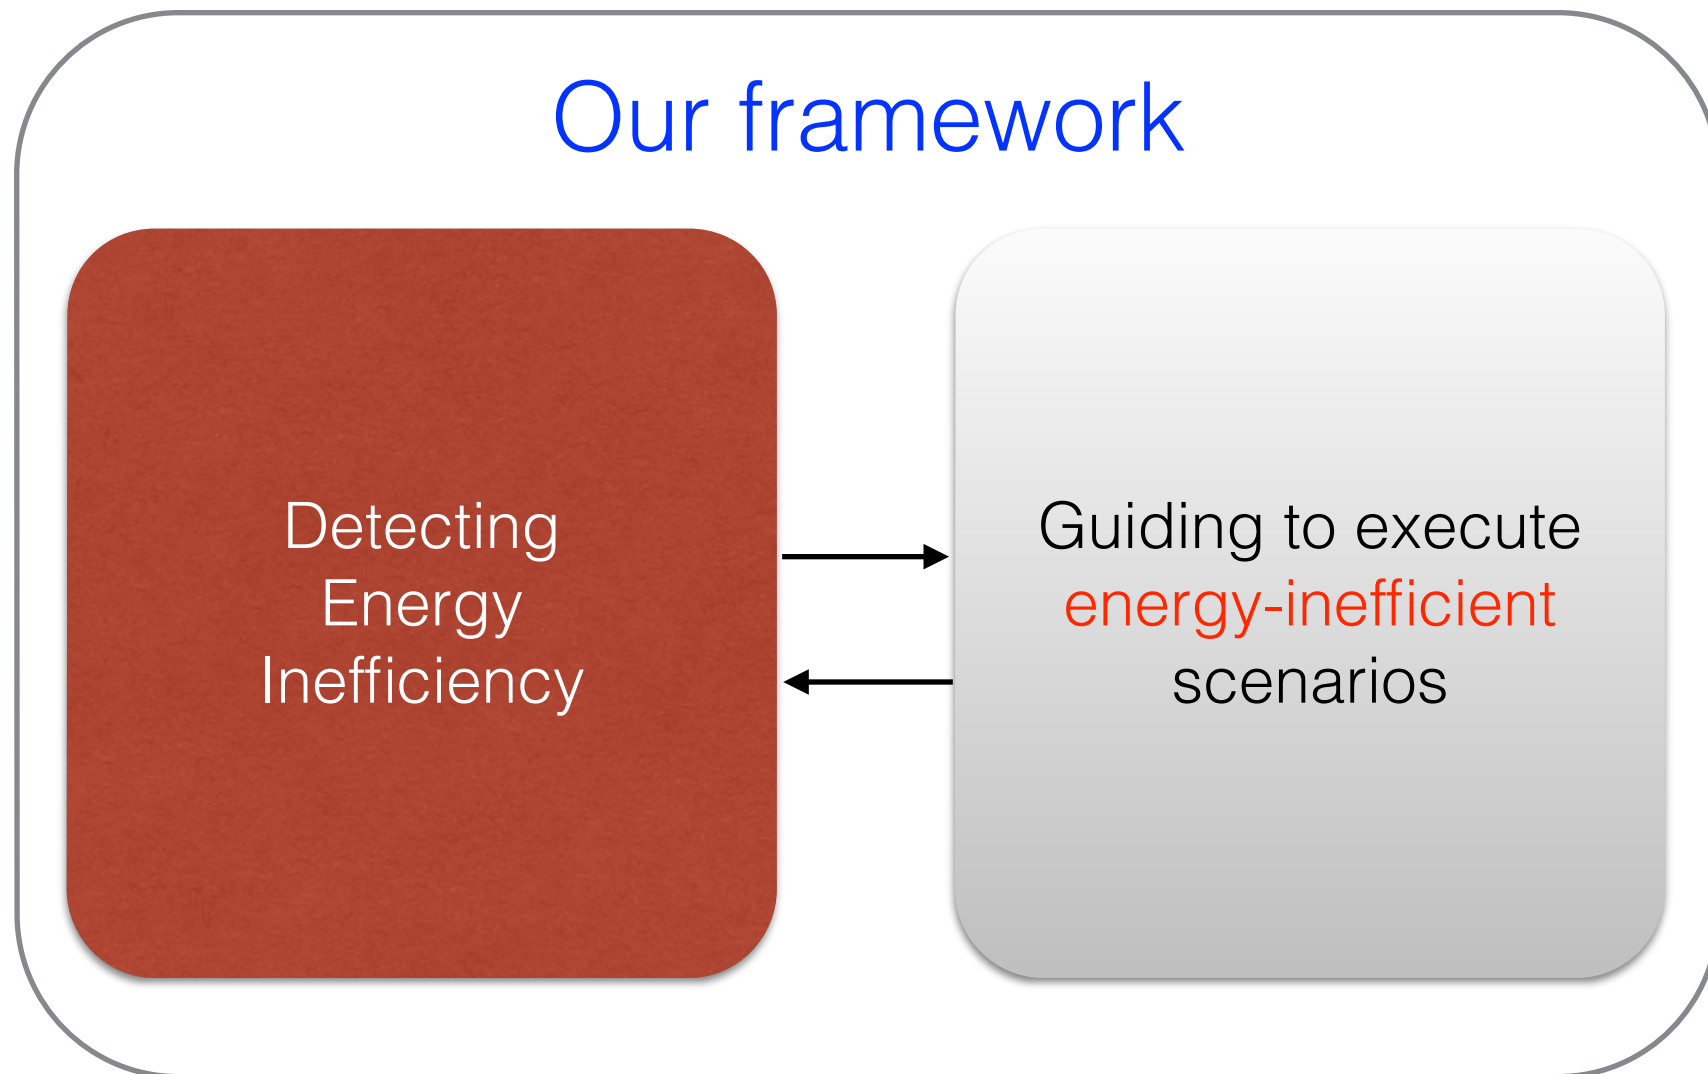 Our framework
Detecting
Energy
Inefficiency
Guiding to execute
energy-inefficient
scenarios